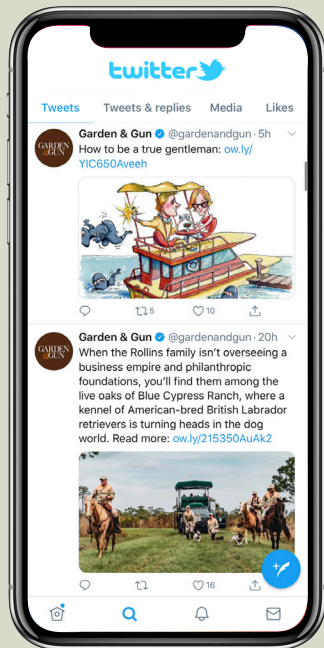 twitter
Tweets Tweets & replies Media Likes
GARDEN
&GUN
Garden & Gun @gardenandgun · 5h
How to be a true gentleman: ow.ly/
YIC650Aveeh
5 10
GARDEN
&GUN
Garden & Gun @gardenandgun · 20h
When the Rollins family isn’t overseeing a
business empire and philanthropic
foundations, you’ll find them among the
live oaks of Blue Cypress Ranch, where a
kennel of American-bred British Labrador
retrievers is turning heads in the dog
world. Read more: ow.ly/215350AuAk2
16